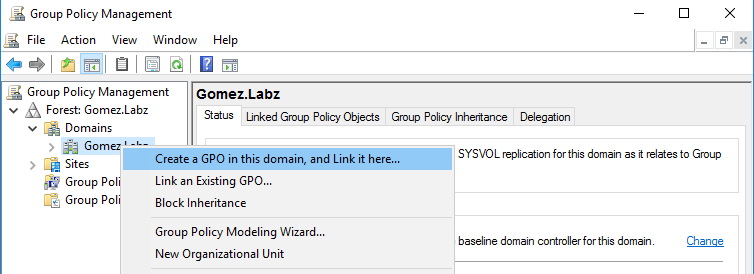 Group Policy Management
File Action View Window Help
Group Policy Management
Forest: Gomez.Labz
Domains
Gomez.Labz
Sites
Group Poli
Group Poli
Create a GPO in this domain, and Link it here...
Link an Existing GPO...
Block Inheritance
Group Policy Modeling Wizard...
New Organizational Unit
Gomez.Labz
Status Linked Group Policy Objects Group Policy Inheritance Delegation
SYSVOL replication for this domain as it relates to Group
baseline domain controller for this domain. Change